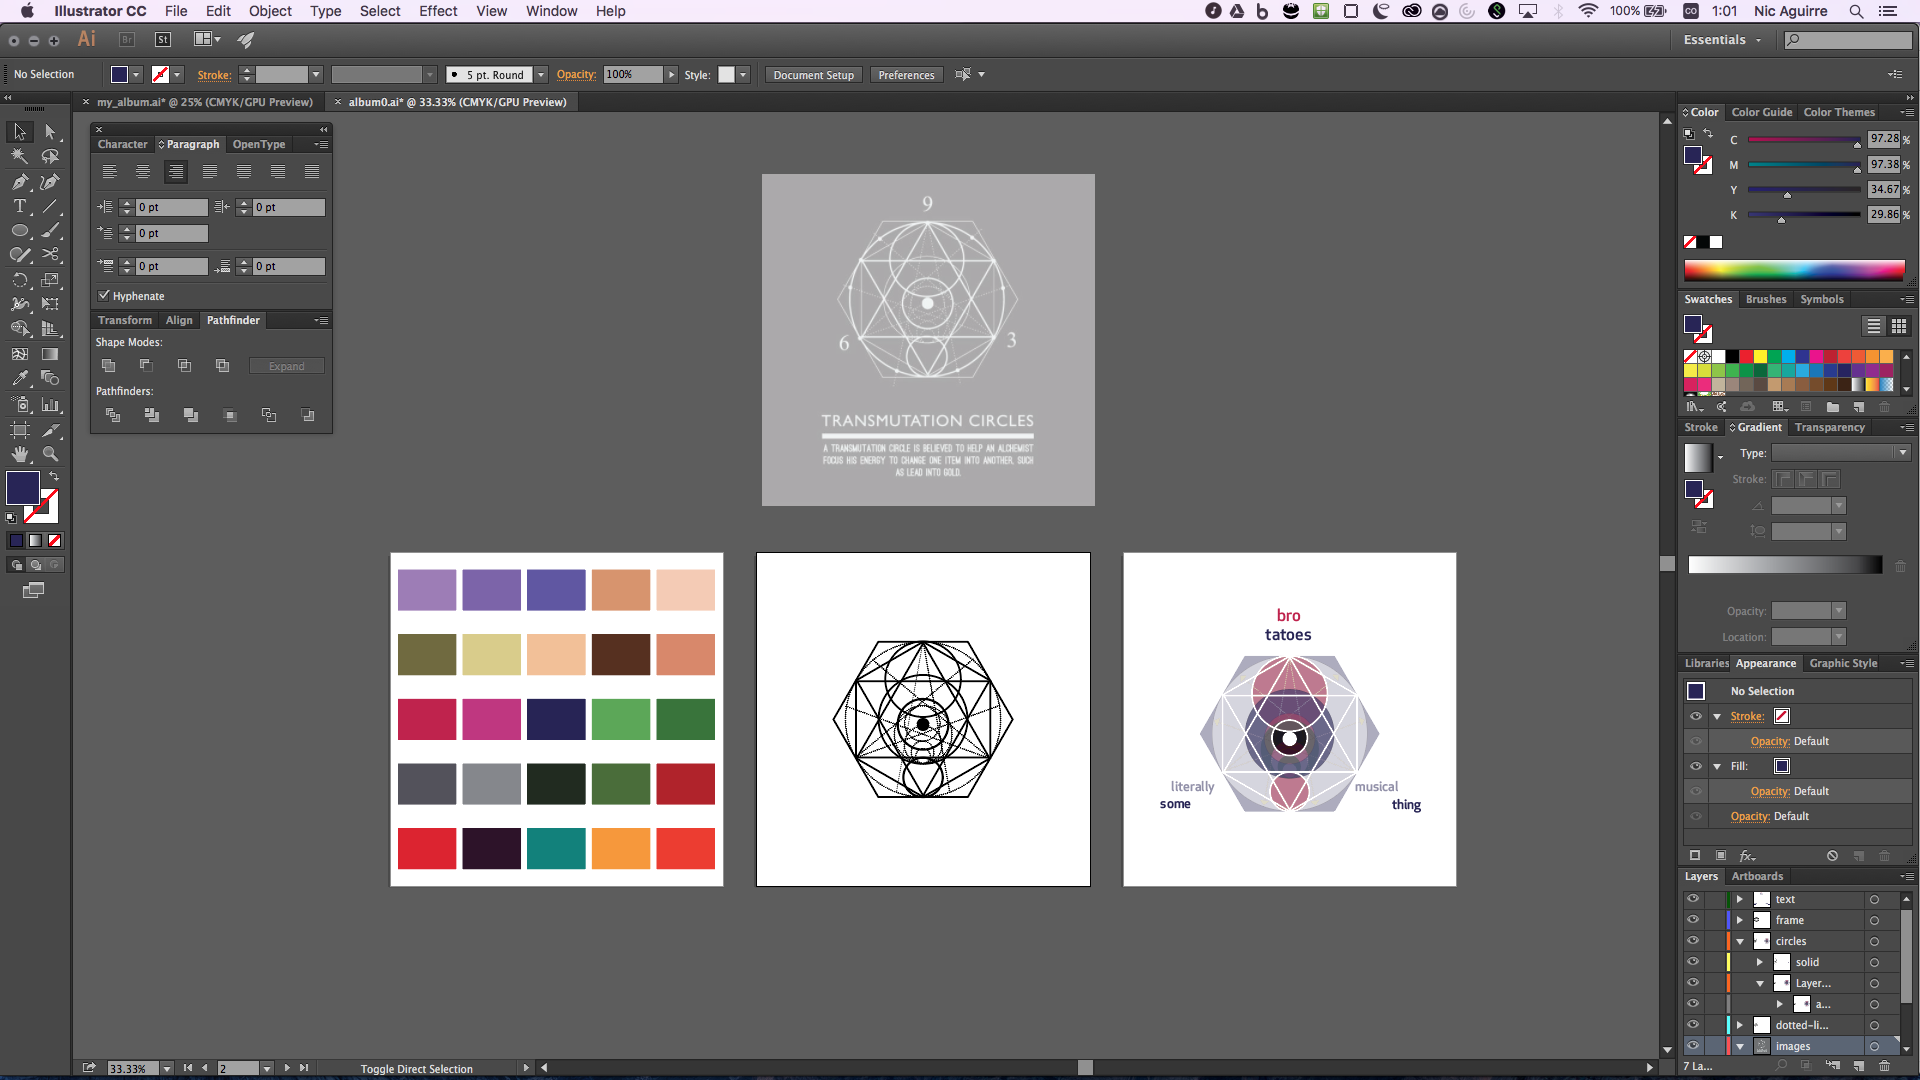 Illustrator CC File Edit Object Type Select Effect View Window Help 100% 1:01 Nic Aguirre
Ai Br St Essentials
No Selection Stroke: 5 pt. Round Opacity: 100% Style: Document Setup Preferences
my_album.ai* @ 25% (CMYK/GPU Preview) album0.ai* @ 33.33% (CMYK/GPU Preview)
Character Paragraph OpenType
0 pt 0 pt
0 pt
0 pt 0 pt
Hyphenate
Transform Align Pathfinder
Shape Modes:
Expand
Pathfinders:
9
6 3
TRANSMUTATION CIRCLES
A TRANSMUTATION CIRCLE IS BELIEVED TO HELP AN ALCHEMIST
FOCUS HIS ENERGY TO CHANGE ONE ITEM INTO ANOTHER, SUCH
AS LEAD INTO GOLD.
bro
tatoes
literally musical
some thing
Color Color Guide Color Themes
C 97.28 %
M 97.38 %
Y 34.67 %
K 29.86 %
Swatches Brushes Symbols
Stroke Gradient Transparency
Type:
Stroke:
Opacity:
Location:
Libraries Appearance Graphic Style
No Selection
Stroke:
Opacity: Default
Fill:
Opacity: Default
Opacity: Default
fx
Layers Artboards
text
frame
circles
solid
Layer...
a...
dotted-li...
images
7 La...
33.33% 2 Toggle Direct Selection